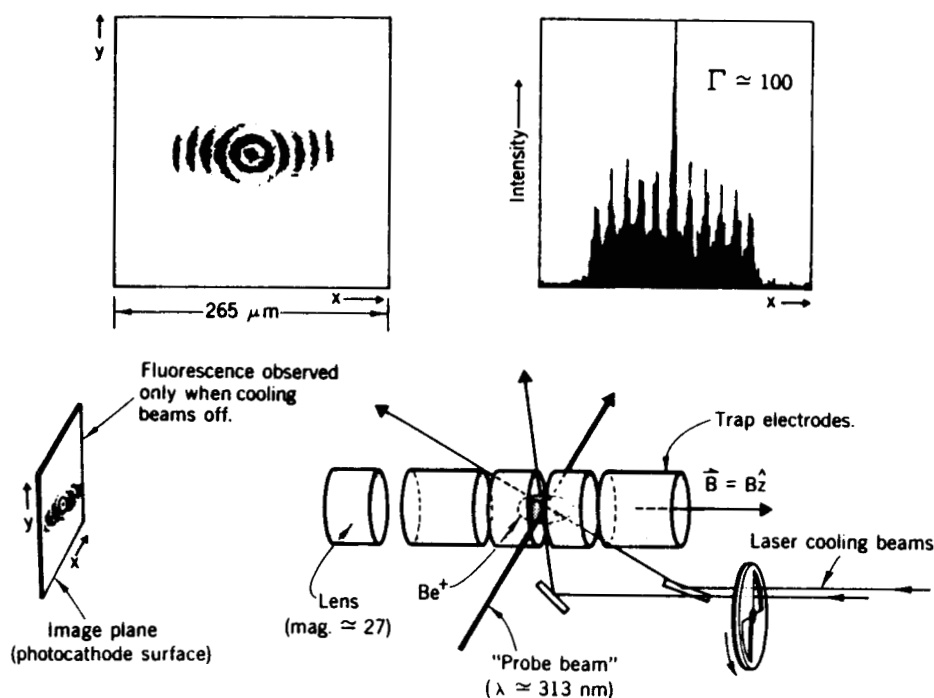 y
x
265 μm
Intensity
Γ ≃ 100
x
Fluorescence observed
only when cooling
beams off.
y
x
Image plane
(photocathode surface)
Lens
(mag. ≃ 27)
Be⁺
"Probe beam"
(λ ≃ 313 nm)
Trap electrodes.
B⃗ = Bẑ
Laser cooling beams